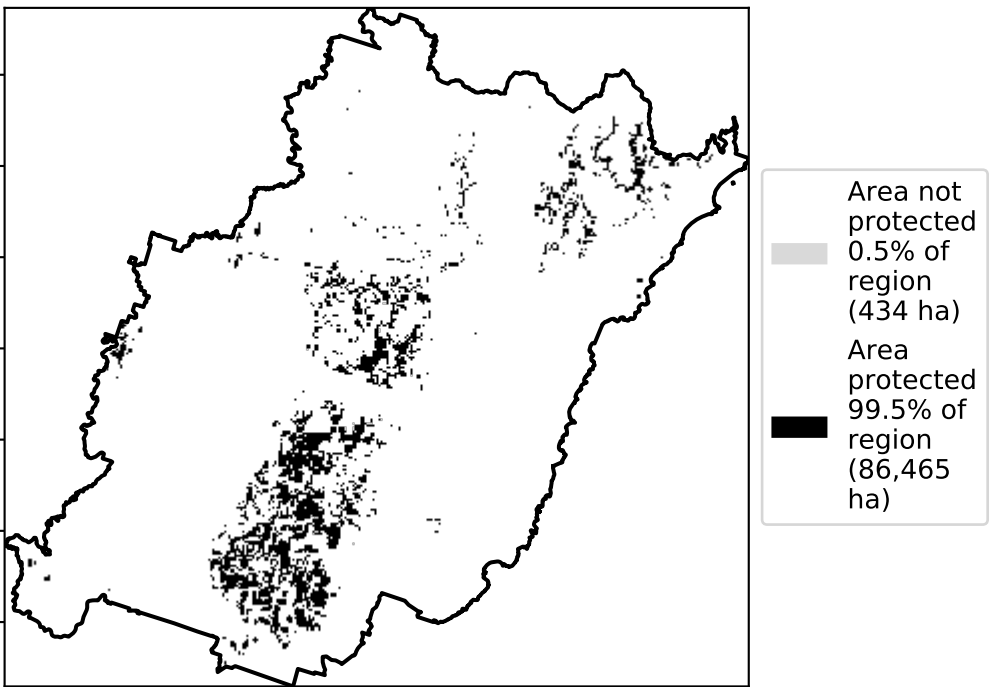 Area not
protected
0.5% of
region
(434 ha)
Area
protected
99.5% of
region
(86,465
ha)